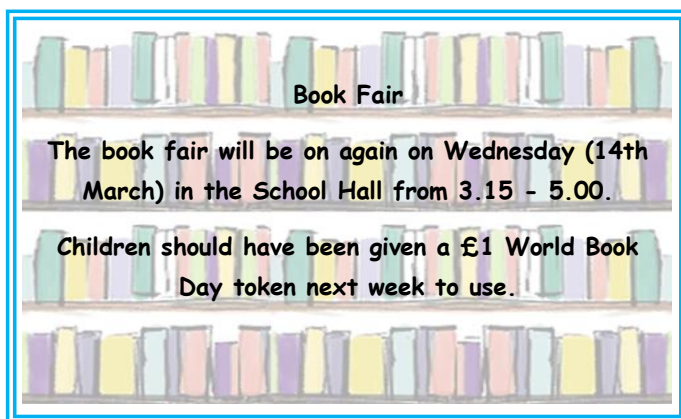 Book Fair
The book fair will be on again on Wednesday (14th
March) in the School Hall from 3.15 - 5.00.
Children should have been given a £1 World Book
Day token next week to use.